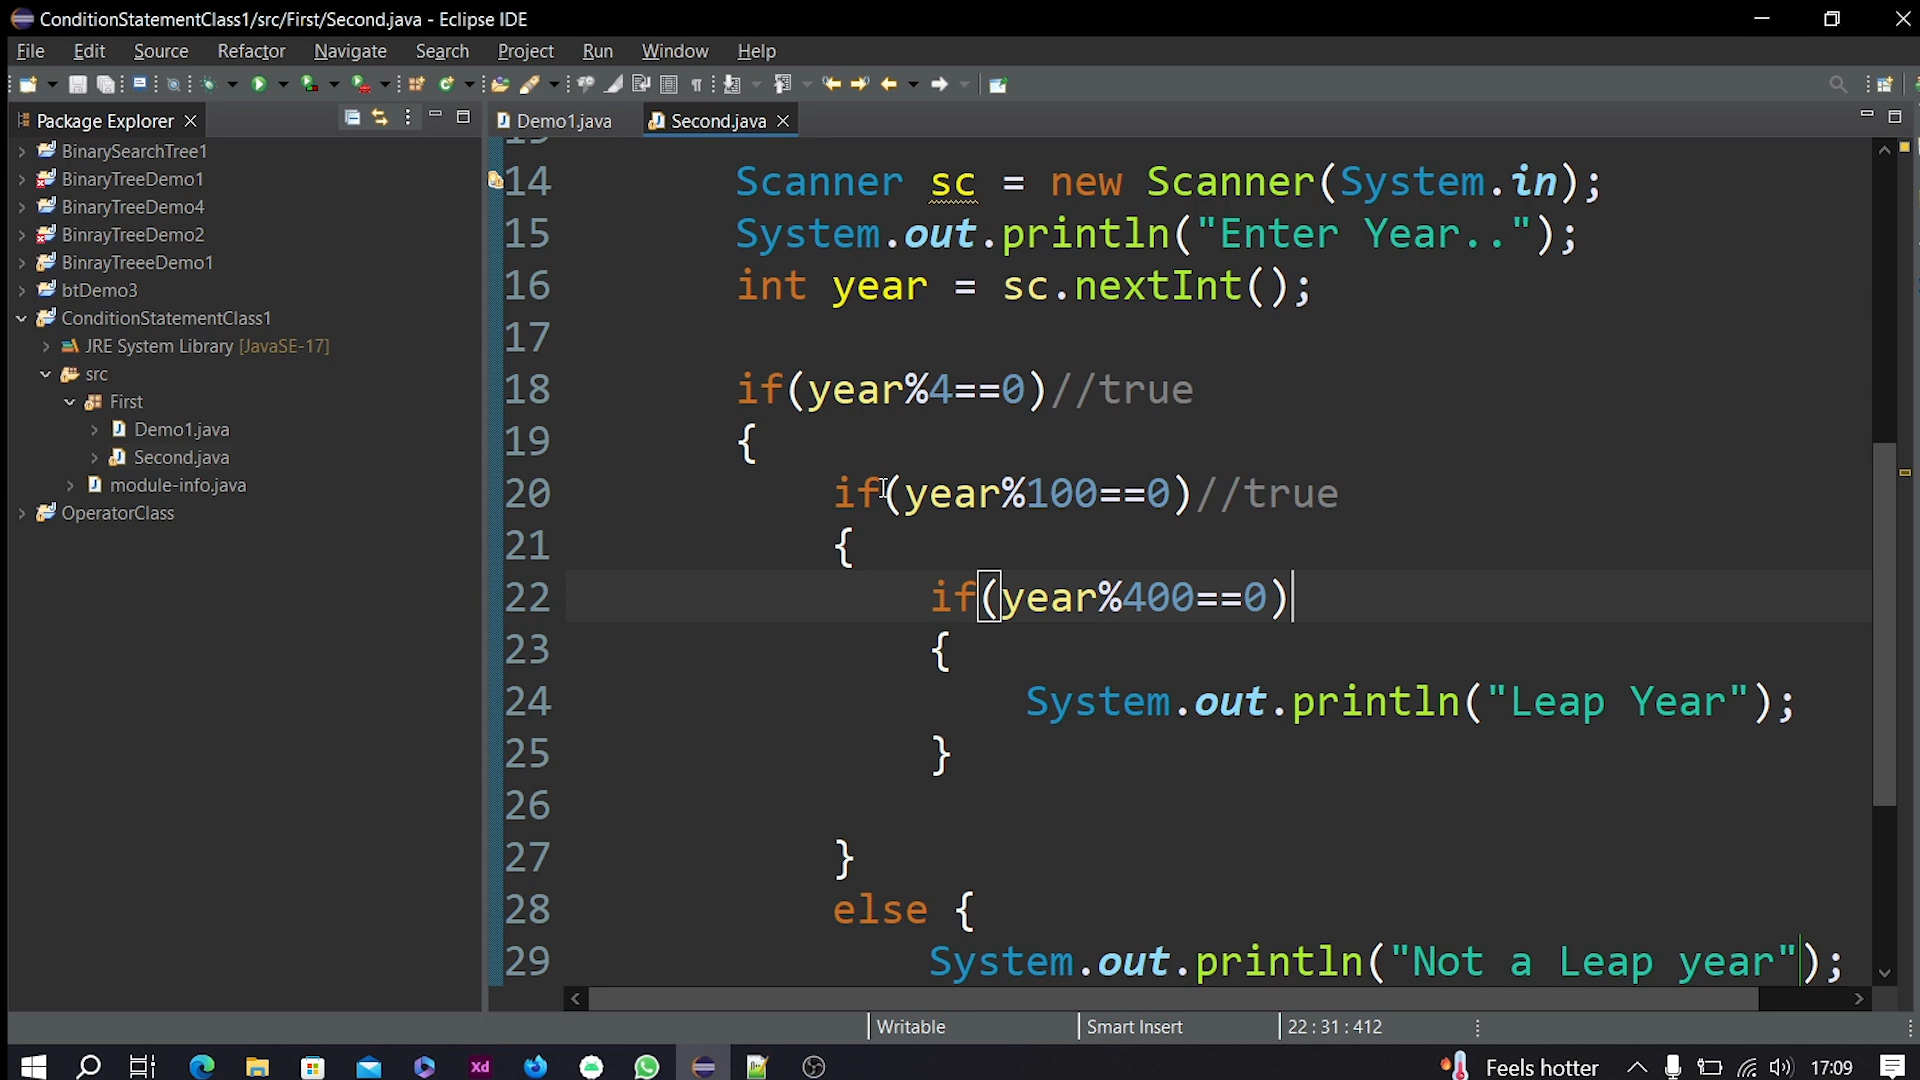 ConditionStatementClass1/src/First/Second.java - Eclipse IDE
File Edit Source Refactor Navigate Search Project Run Window Help
Package Explorer
Demo1.java
Second.java
BinarySearchTree1
BinaryTreeDemo1
BinaryTreeDemo4
BinrayTreeDemo2
BinrayTreeeDemo1
btDemo3
ConditionStatementClass1
JRE System Library [JavaSE-17]
src
First
Demo1.java
Second.java
module-info.java
OperatorClass
14 Scanner sc = new Scanner(System.in);
15 System.out.println("Enter Year..");
16 int year = sc.nextInt();
17
18 if(year%4==0)//true
19 {
20 if(year%100==0)//true
21 {
22 if(year%400==0)
23 {
24 System.out.println("Leap Year");
25 }
26
27 }
28 else {
29 System.out.println("Not a Leap year");
Writable
Smart Insert
22 : 31 : 412
Xd
Feels hotter
17:09